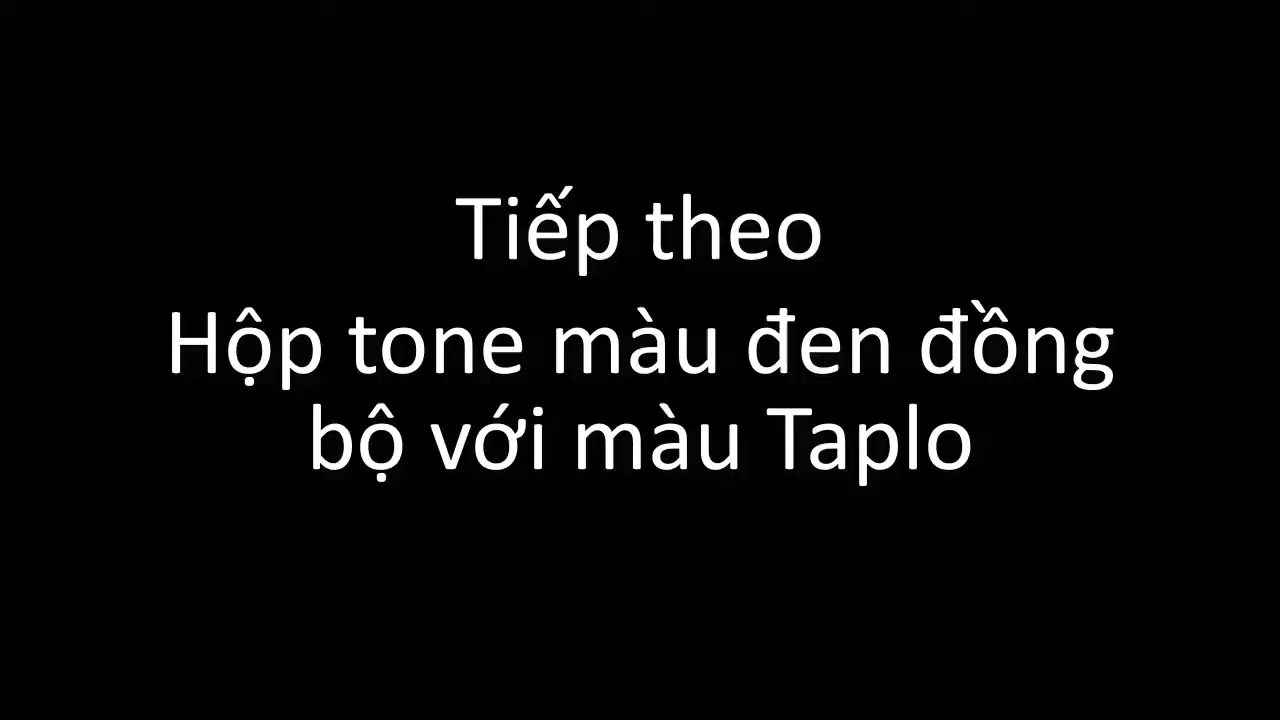 Tiếp theo
Hộp tone màu đen đồng
bộ với màu Taplo